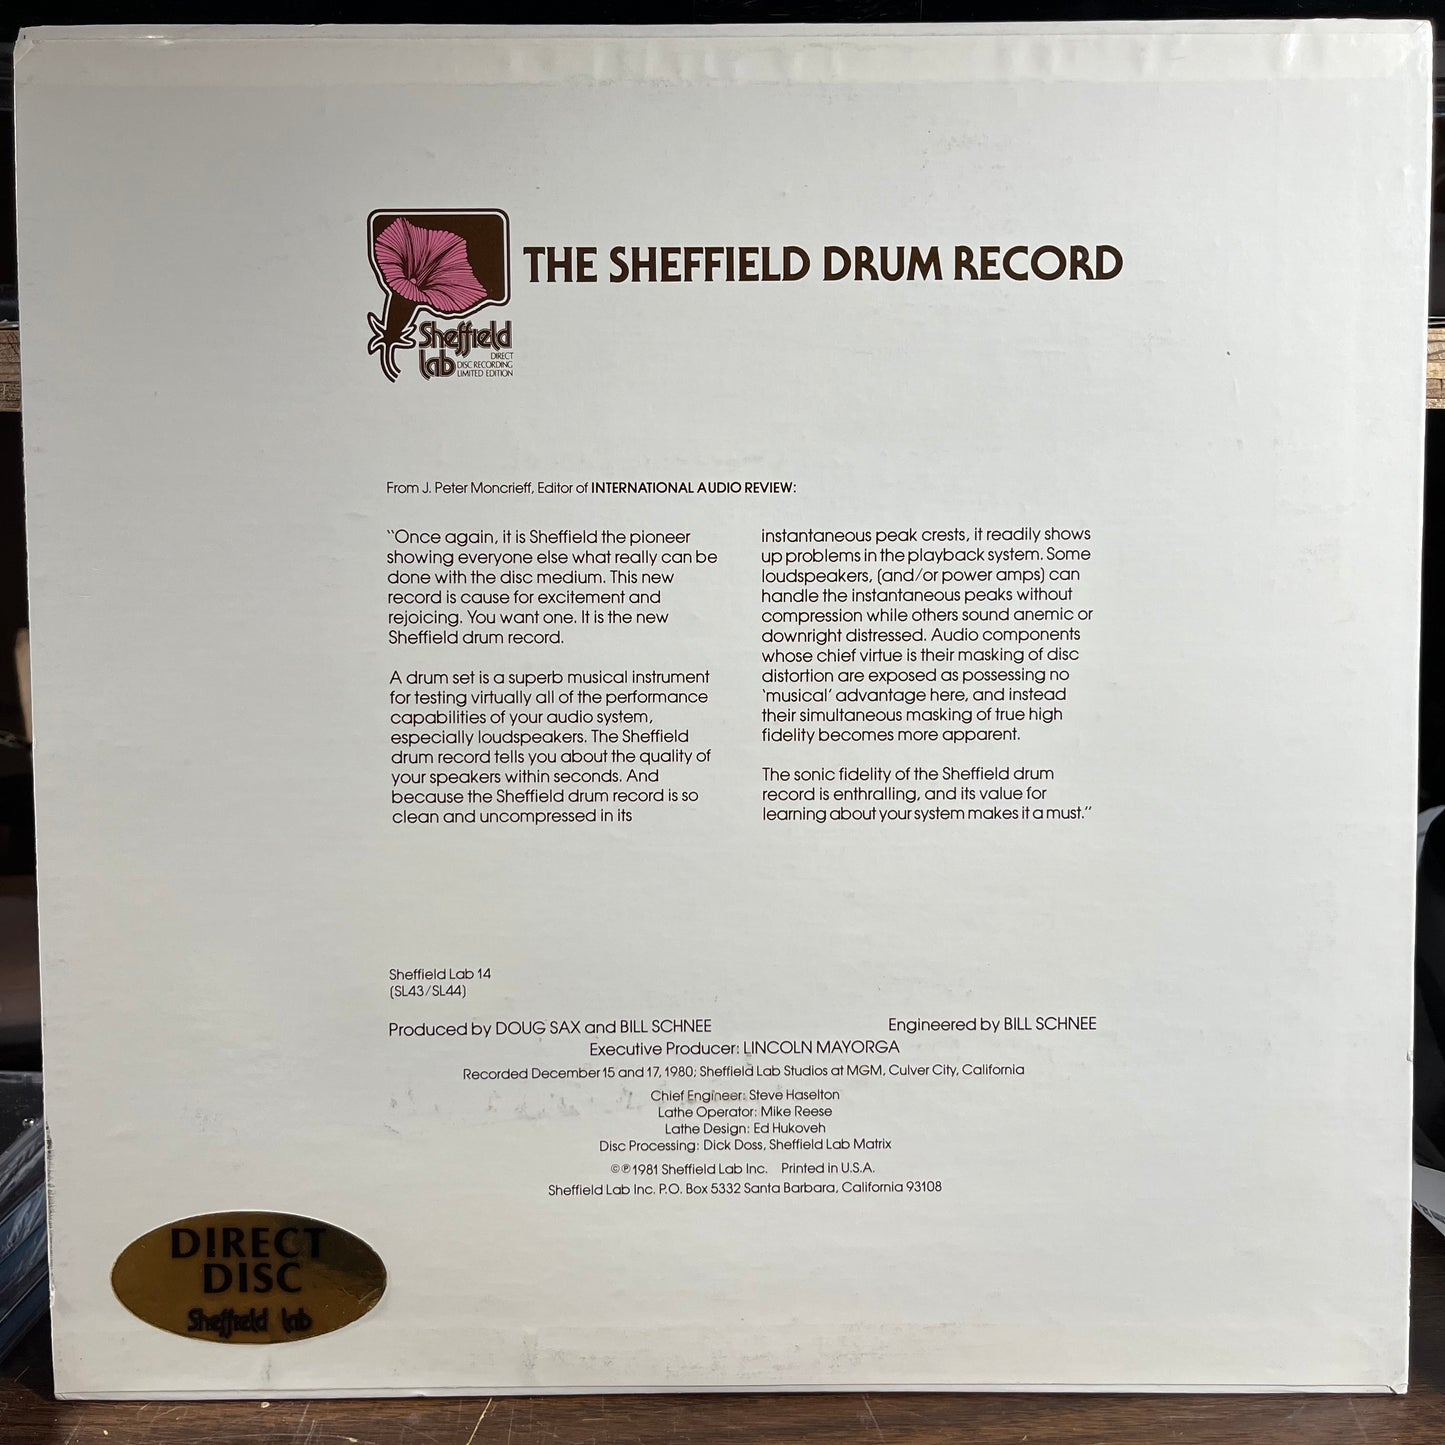 THE SHEFFIELD DRUM RECORD
Sheffield
Lab
DIRECT
DISC RECORDING
LIMITED EDITION
From J. Peter Moncrieff, Editor of INTERNATIONAL AUDIO REVIEW:
“Once again, it is Sheffield the pioneer
showing everyone else what really can be
done with the disc medium. This new
record is cause for excitement and
rejoicing. You want one. It is the new
Sheffield drum record.
A drum set is a superb musical instrument
for testing virtually all of the performance
capabilities of your audio system,
especially loudspeakers. The Sheffield
drum record tells you about the quality of
your speakers within seconds. And
because the Sheffield drum record is so
clean and uncompressed in its
instantaneous peak crests, it readily shows
up problems in the playback system. Some
loudspeakers, (and/or power amps) can
handle the instantaneous peaks without
compression while others sound anemic or
downright distressed. Audio components
whose chief virtue is their masking of disc
distortion are exposed as possessing no
‘musical’ advantage here, and instead
their simultaneous masking of true high
fidelity becomes more apparent.
The sonic fidelity of the Sheffield drum
record is enthralling, and its value for
learning about your system makes it a must.”
Sheffield Lab 14
(SL43/SL44)
Produced by DOUG SAX and BILL SCHNEE
Engineered by BILL SCHNEE
Executive Producer: LINCOLN MAYORGA
Recorded December 15 and 17, 1980; Sheffield Lab Studios at MGM, Culver City, California
Chief Engineer: Steve Haselton
Lathe Operator: Mike Reese
Lathe Design: Ed Hukoveh
Disc Processing: Dick Doss, Sheffield Lab Matrix
©℗1981 Sheffield Lab Inc. Printed in U.S.A.
Sheffield Lab Inc. P.O. Box 5332 Santa Barbara, California 93108
DIRECT
DISC
Sheffield Lab